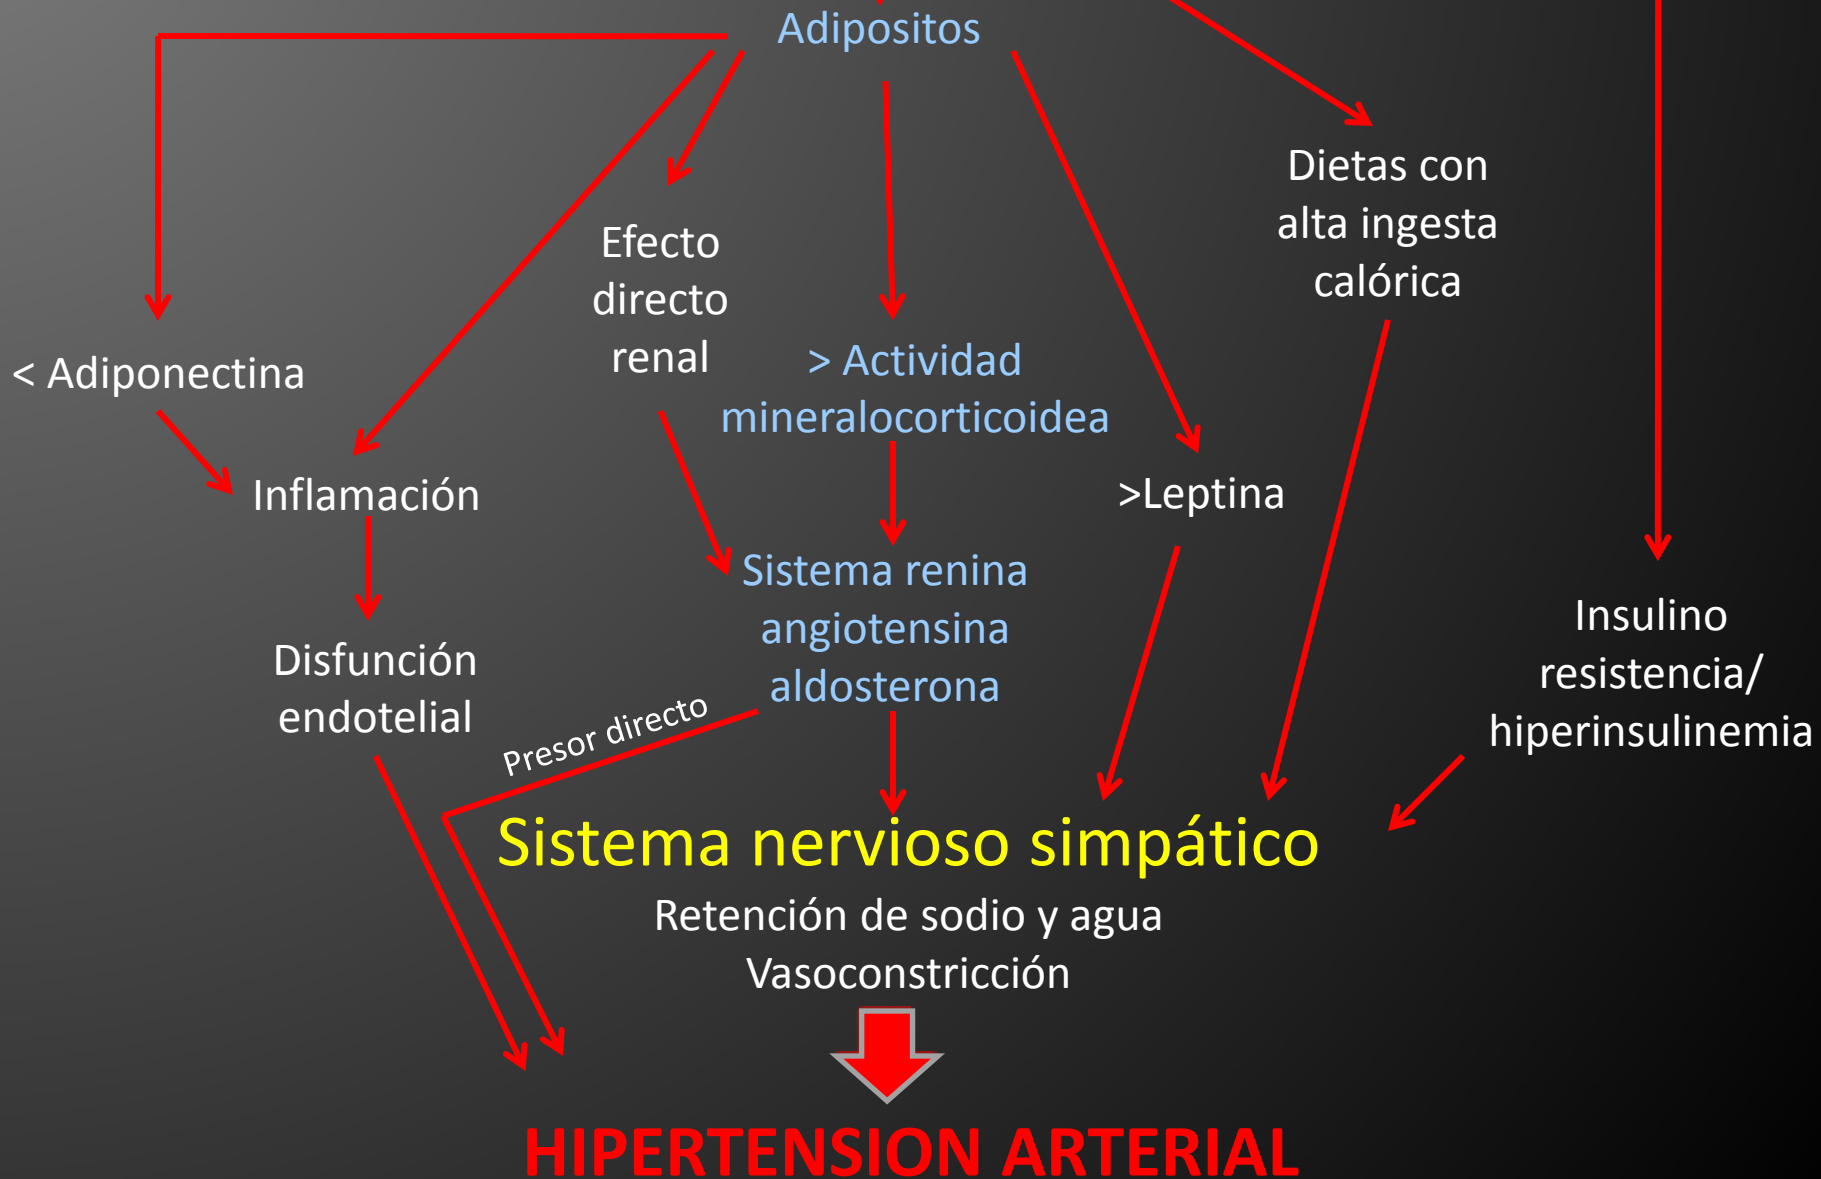 Adipositos
Dietas con
alta ingesta
calórica
Efecto
directo
renal
< Adiponectina
> Actividad
mineralocorticoidea
Inflamación
>Leptina
Sistema renina
angiotensina
aldosterona
Disfunción
endotelial
Insulino
resistencia/
hiperinsulinemia
Presor directo
Sistema nervioso simpático
Retención de sodio y agua
Vasoconstricción
HIPERTENSION ARTERIAL